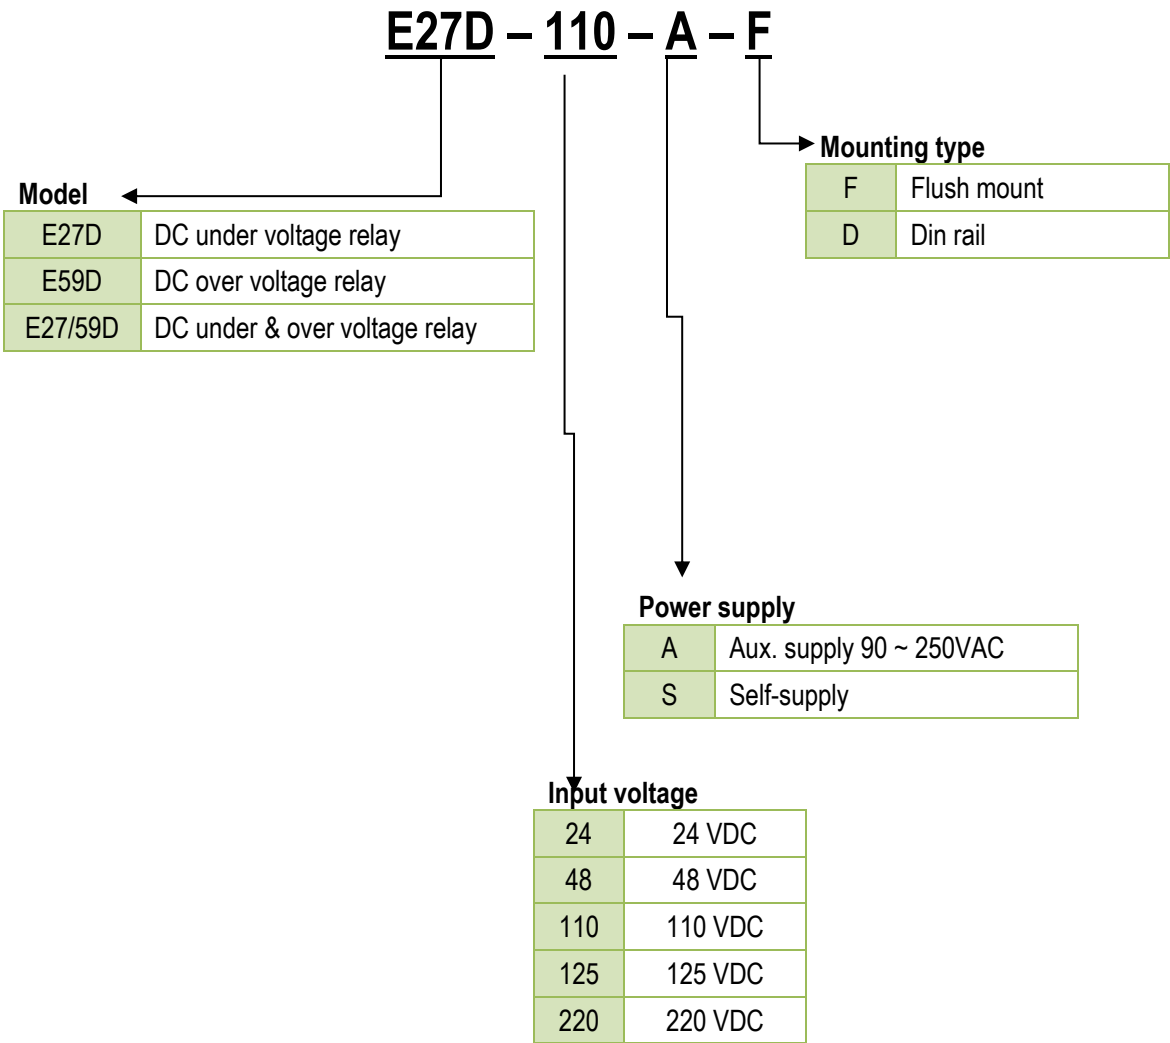 E27D – 110 – A – F
Mounting type
F Flush mount
D Din rail
Model
E27D DC under voltage relay
E59D DC over voltage relay
E27/59D DC under & over voltage relay
Power supply
A Aux. supply 90 ~ 250VAC
S Self-supply
Input voltage
24 24 VDC
48 48 VDC
110 110 VDC
125 125 VDC
220 220 VDC